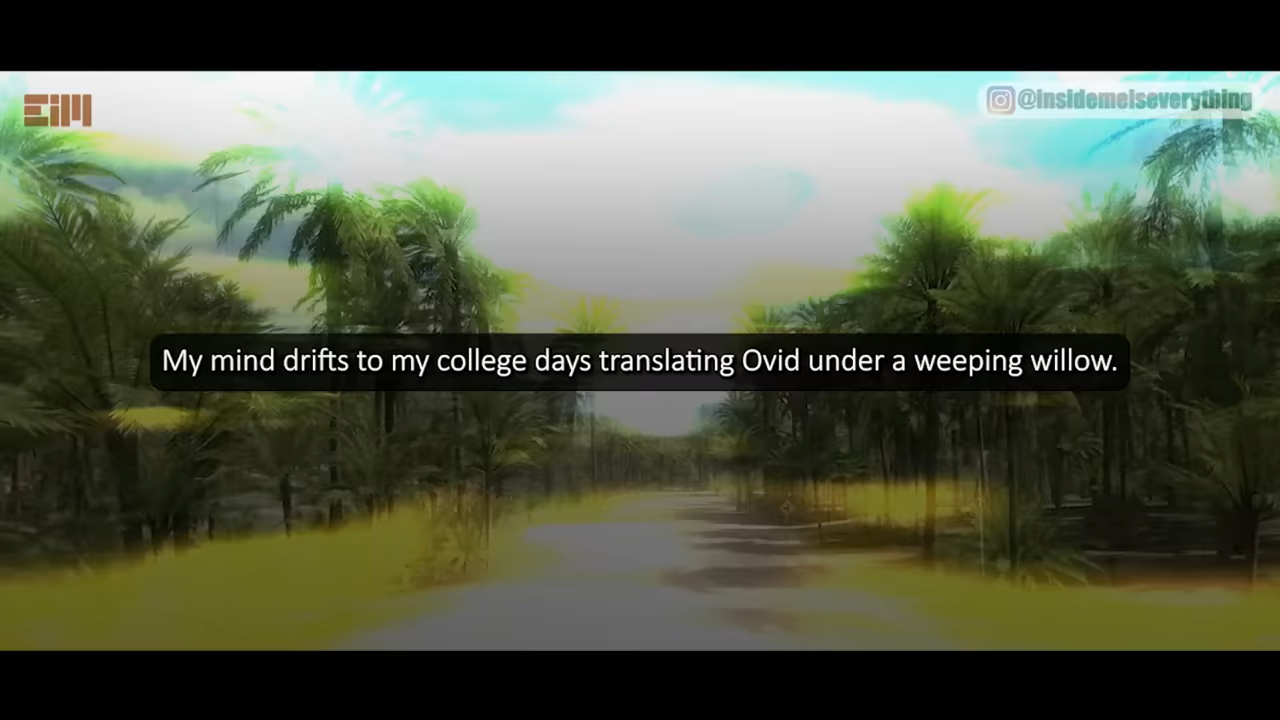 EiM
@insidemeiseverything
My mind drifts to my college days translating Ovid under a weeping willow.